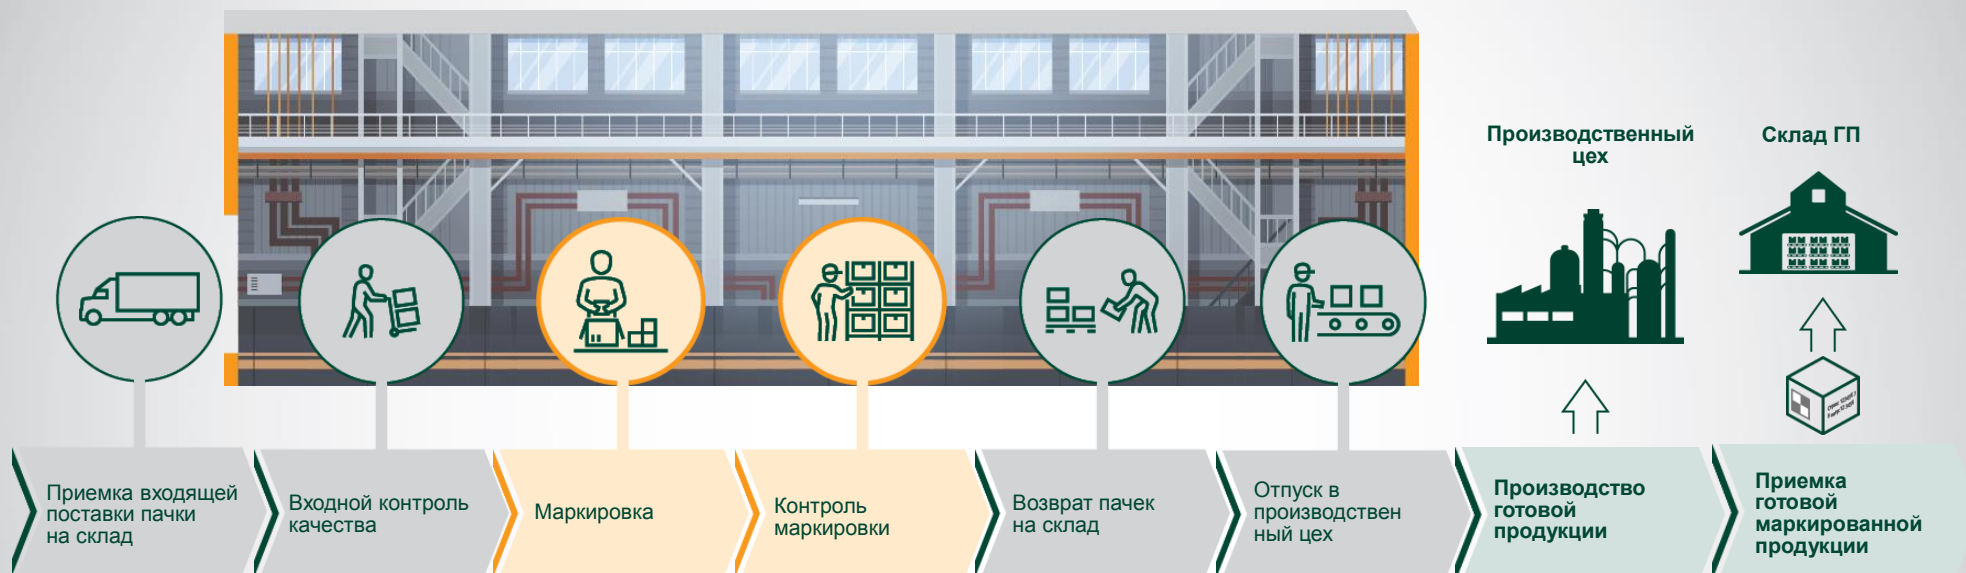 Производственный
цех
Склад ГП
Приемка входящей
поставки пачки
на склад
Входной контроль
качества
Маркировка
Контроль
маркировки
Возврат пачек
на склад
Отпуск в
производствен
ный цех
Производство
готовой
продукции
Приемка
готовой
маркированной
продукции